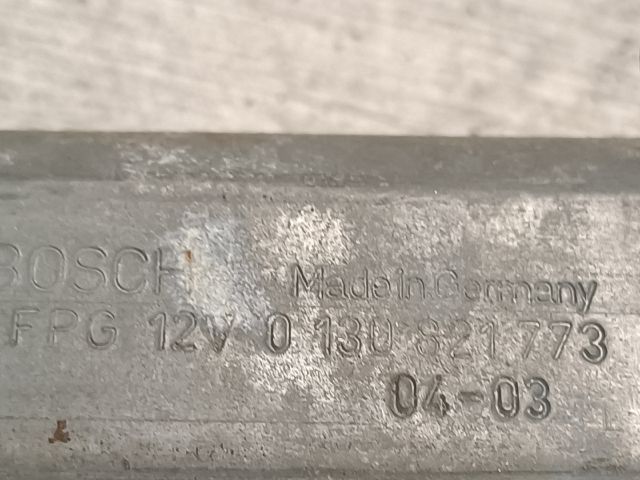 BOSCH Made in Germany
FPG 12V 0 130 821 773
04-03